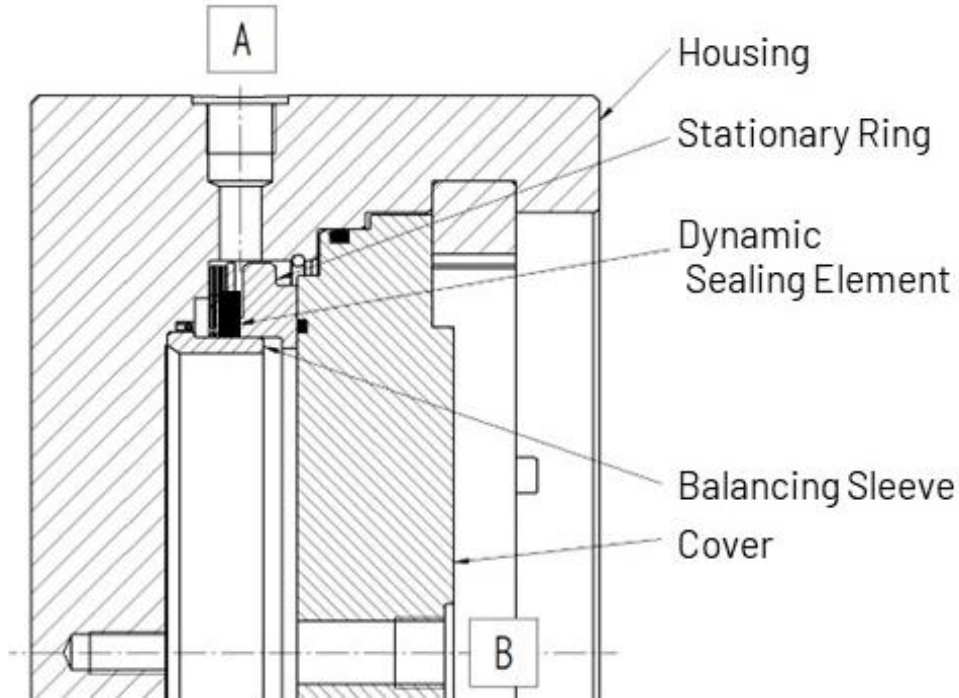 A
Housing
Stationary Ring
Dynamic
Sealing Element
Balancing Sleeve
Cover
B